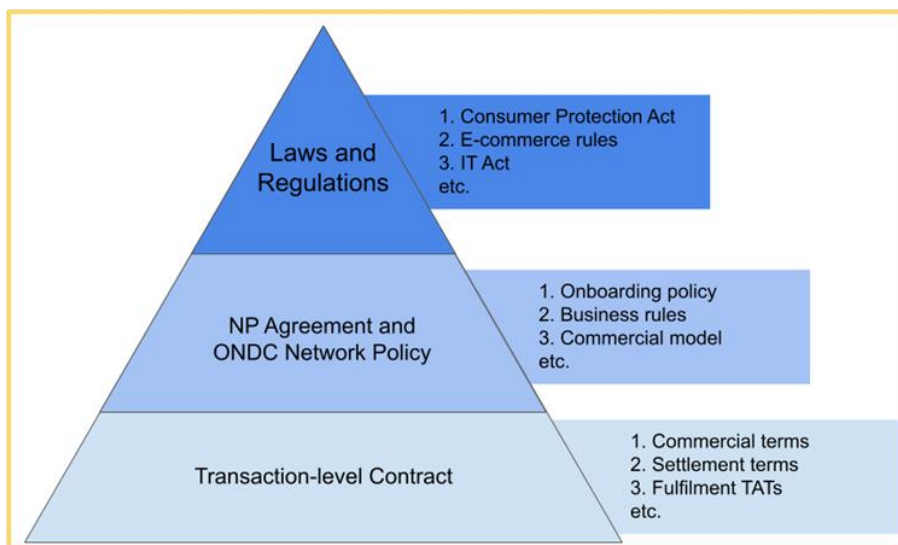 Laws and
Regulations
1. Consumer Protection Act
2. E-commerce rules
3. IT Act
etc.
NP Agreement and
ONDC Network Policy
1. Onboarding policy
2. Business rules
3. Commercial model
etc.
Transaction-level Contract
1. Commercial terms
2. Settlement terms
3. Fulfilment TATs
etc.